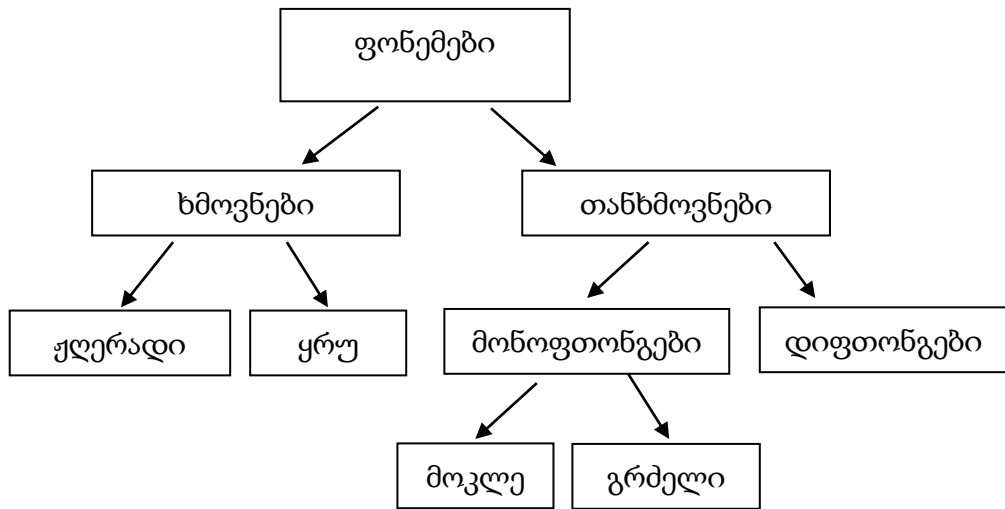 ფონემები
ხმოვნები
თანხმოვნები
ჟღერადი
ყრუ
მონოფთონგები
დიფთონგები
მოკლე
გრძელი